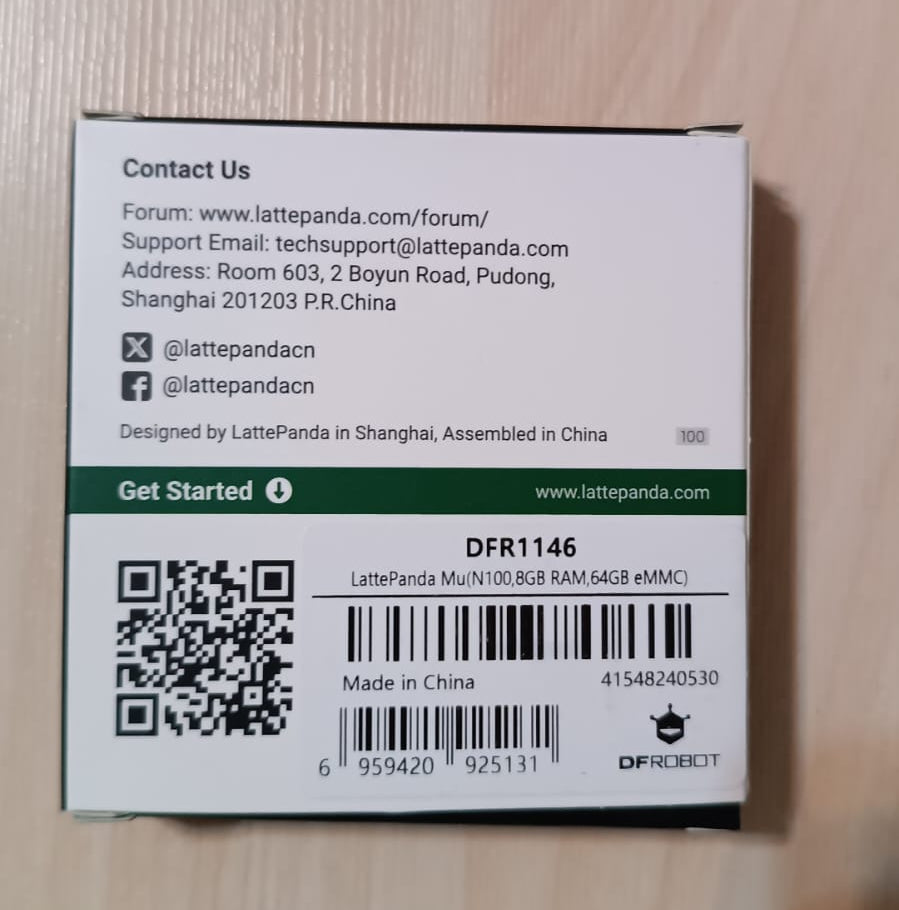 Contact Us
Forum: www.lattepanda.com/forum/
Support Email: techsupport@lattepanda.com
Address: Room 603, 2 Boyun Road, Pudong,
Shanghai 201203 P.R.China
@lattepandacn
@lattepandacn
Designed by LattePanda in Shanghai, Assembled in China 100
Get Started www.lattepanda.com
DFR1146
LattePanda Mu(N100,8GB RAM,64GB eMMC)
Made in China 41548240530
6 959420 925131
DFROBOT